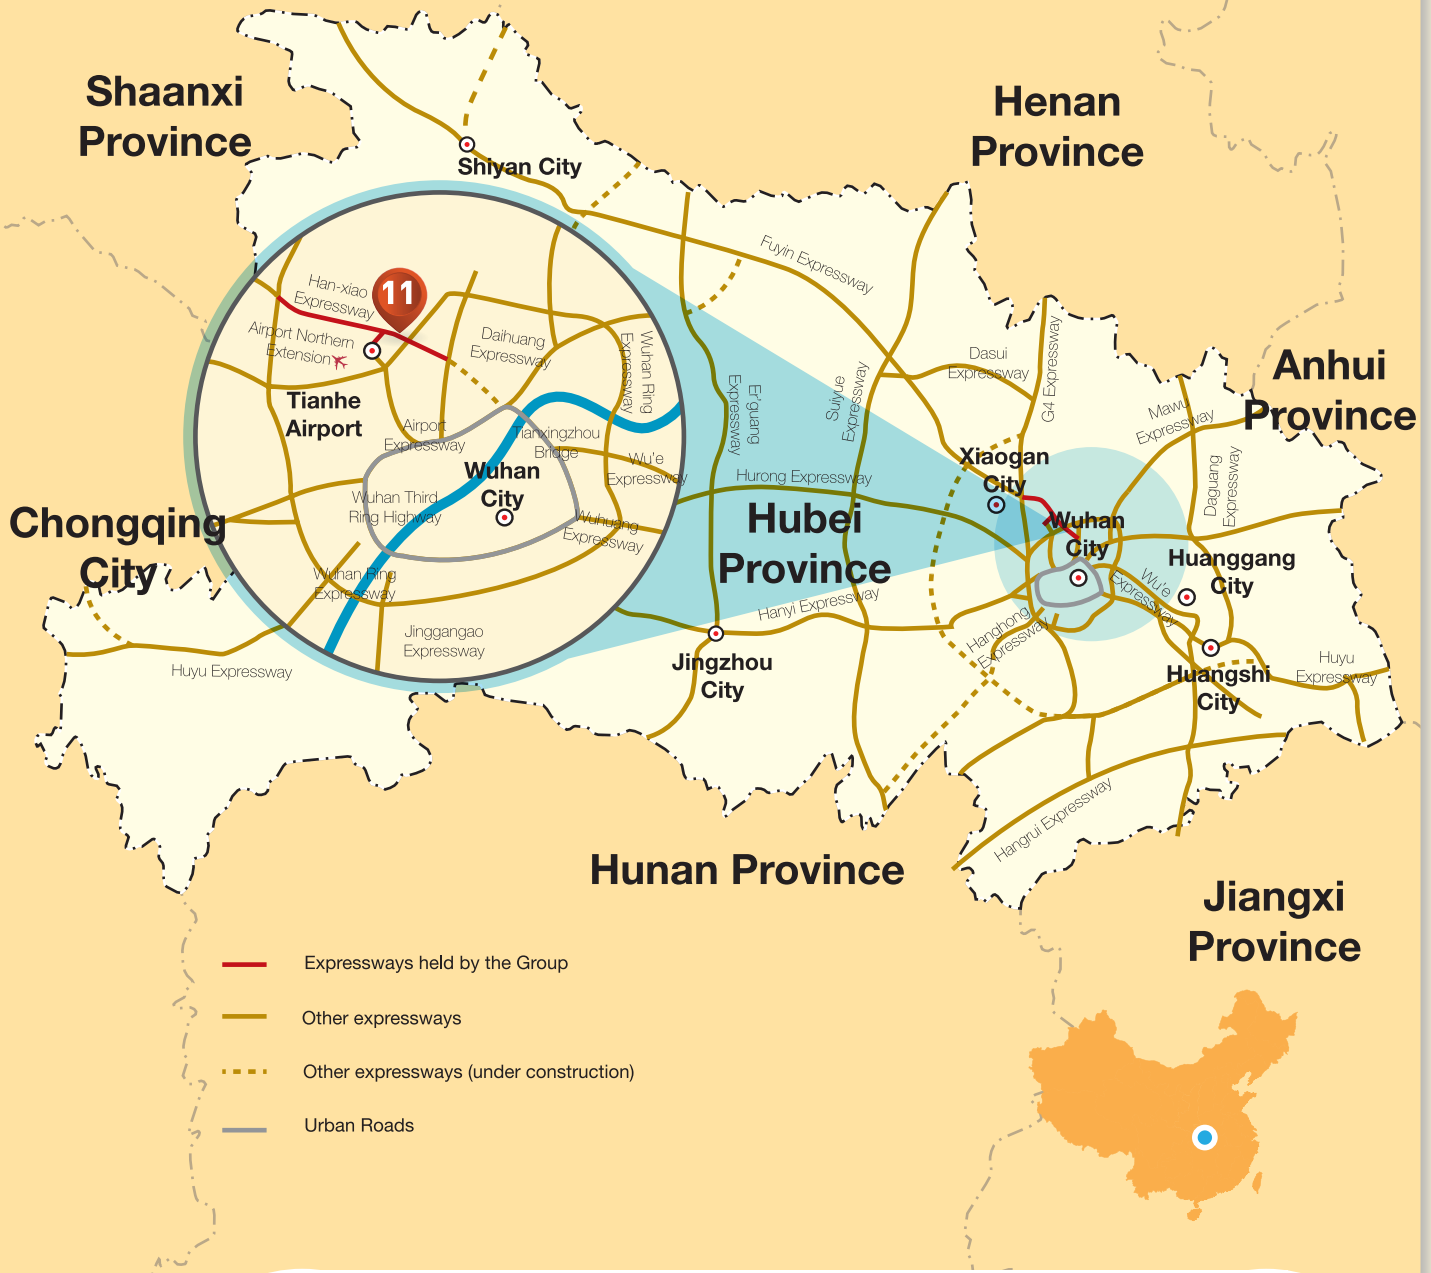 Shaanxi
Province
Henan
Province
Shiyan City
Fuyin Expressway
Han-xiao
Expressway
11
Airport Northern
Extension
Daihuang
Expressway
Wuhan Ring
Expressway
Tianhe
Airport
Airport
Expressway
Tianxingzhou
Bridge
Wuhan
City
Wu'e
Expressway
Wuhan Third
Ring Highway
Wuhuang
Expressway
Wuhan Ring
Expressway
Jinggangao
Expressway
Er'guang
Expressway
Suiyue
Expressway
Dasui
Expressway
G4 Expressway
Mawu
Expressway
Anhui
Province
Daguang
Expressway
Xiaogan
City
Hurong Expressway
Hubei
Province
Wuhan
City
Huanggang
City
Wu'e
Expressway
Chongqing
City
Hanyi Expressway
Hanghong
Expressway
Huyu Expressway
Jingzhou
City
Huangshi
City
Huyu
Expressway
Hangrui Expressway
Hunan Province
Jiangxi
Province
Expressways held by the Group
Other expressways
Other expressways (under construction)
Urban Roads